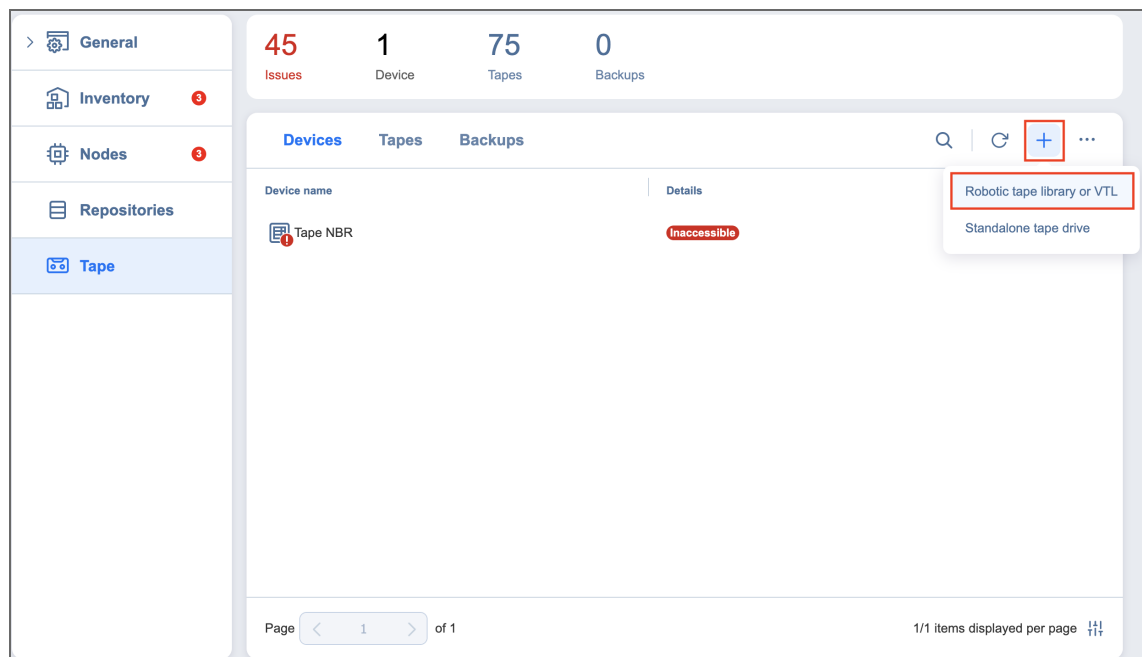 General
Inventory 3
Nodes 3
Repositories
Tape
45 1 75 0
Issues Device Tapes Backups
Devices Tapes Backups
Robotic tape library or VTL
Standalone tape drive
Device name Details
Tape NBR Inaccessible
Page 1 of 1
1/1 items displayed per page